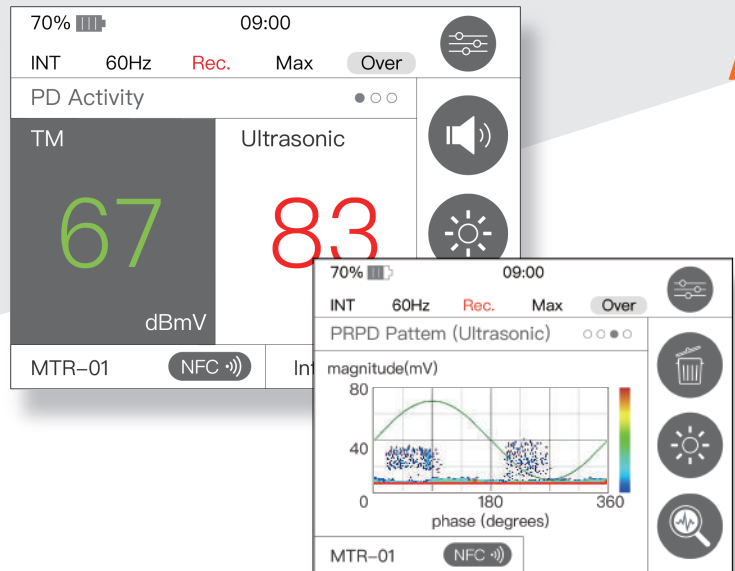 70% 09:00
INT 60Hz Rec. Max Over
PD Activity
TM Ultrasonic
67 83
dBmV
MTR-01 NFC Int
70% 09:00
INT 60Hz Rec. Max Over
PRPD Pattem (Ultrasonic)
magnitude(mV)
80
40
0 180 360
phase (degrees)
MTR-01 NFC